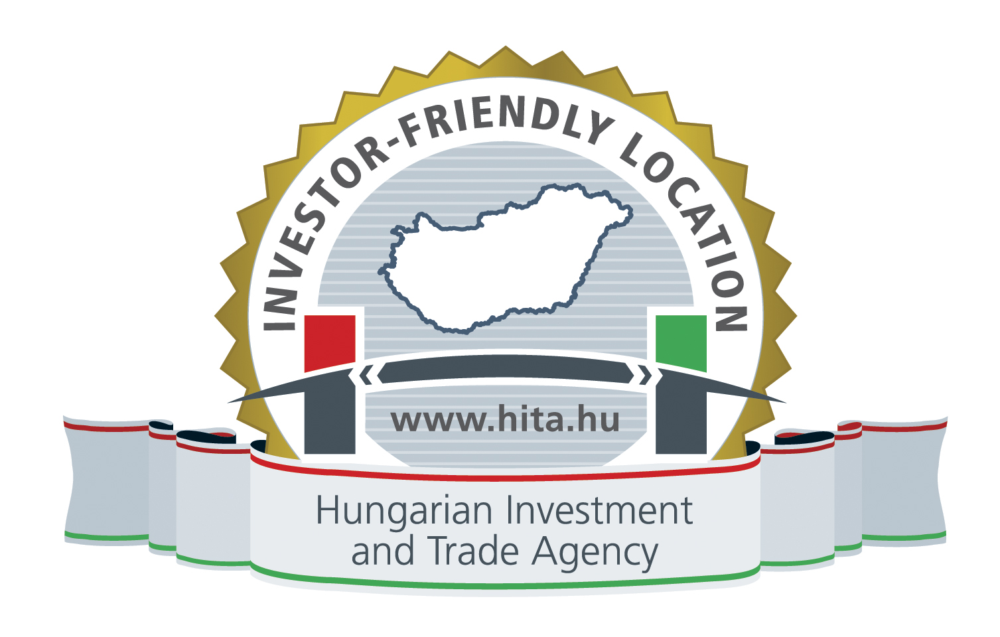 INVESTOR-FRIENDLY LOCATION
www.hita.hu
Hungarian Investment
and Trade Agency